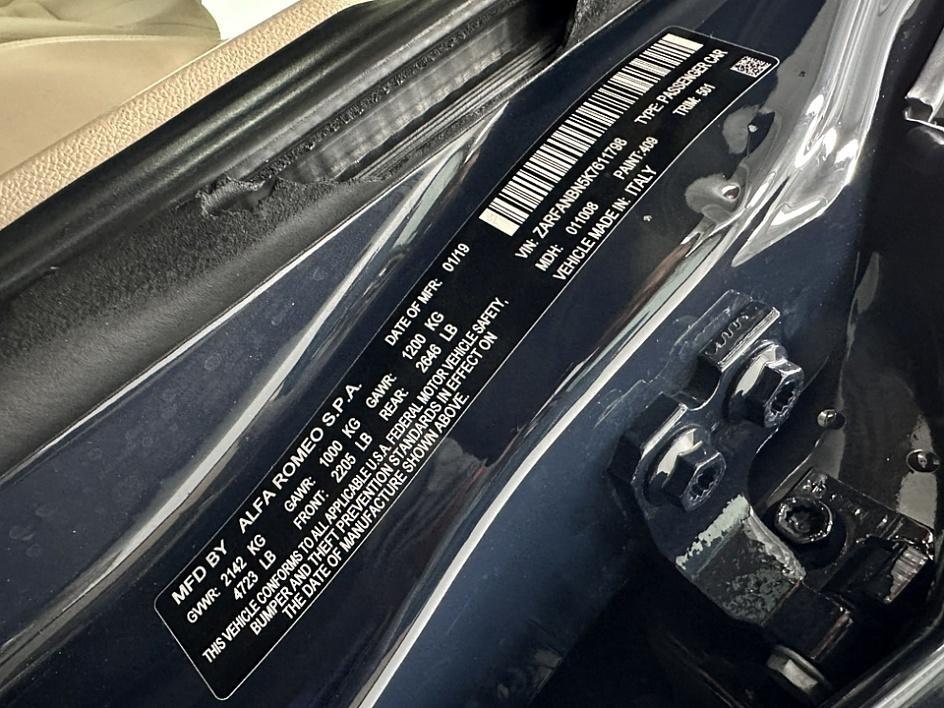 MFD BY ALFA ROMEO S.P.A. DATE OF MFR: 01/19
GVWR: 2142 KG GAWR: 1000 KG GAWR: 1200 KG
4723 LB FRONT: 2205 LB REAR: 2646 LB
THIS VEHICLE CONFORMS TO ALL APPLICABLE U.S.A. FEDERAL MOTOR VEHICLE SAFETY,
BUMPER AND THEFT PREVENTION STANDARDS IN EFFECT ON
THE DATE OF MANUFACTURE SHOWN ABOVE.
VIN: ZARFANBN5K7611798 TYPE: PASSENGER CAR
MDH: 011008 PAINT: 409 TRIM: 501
VEHICLE MADE IN: ITALY